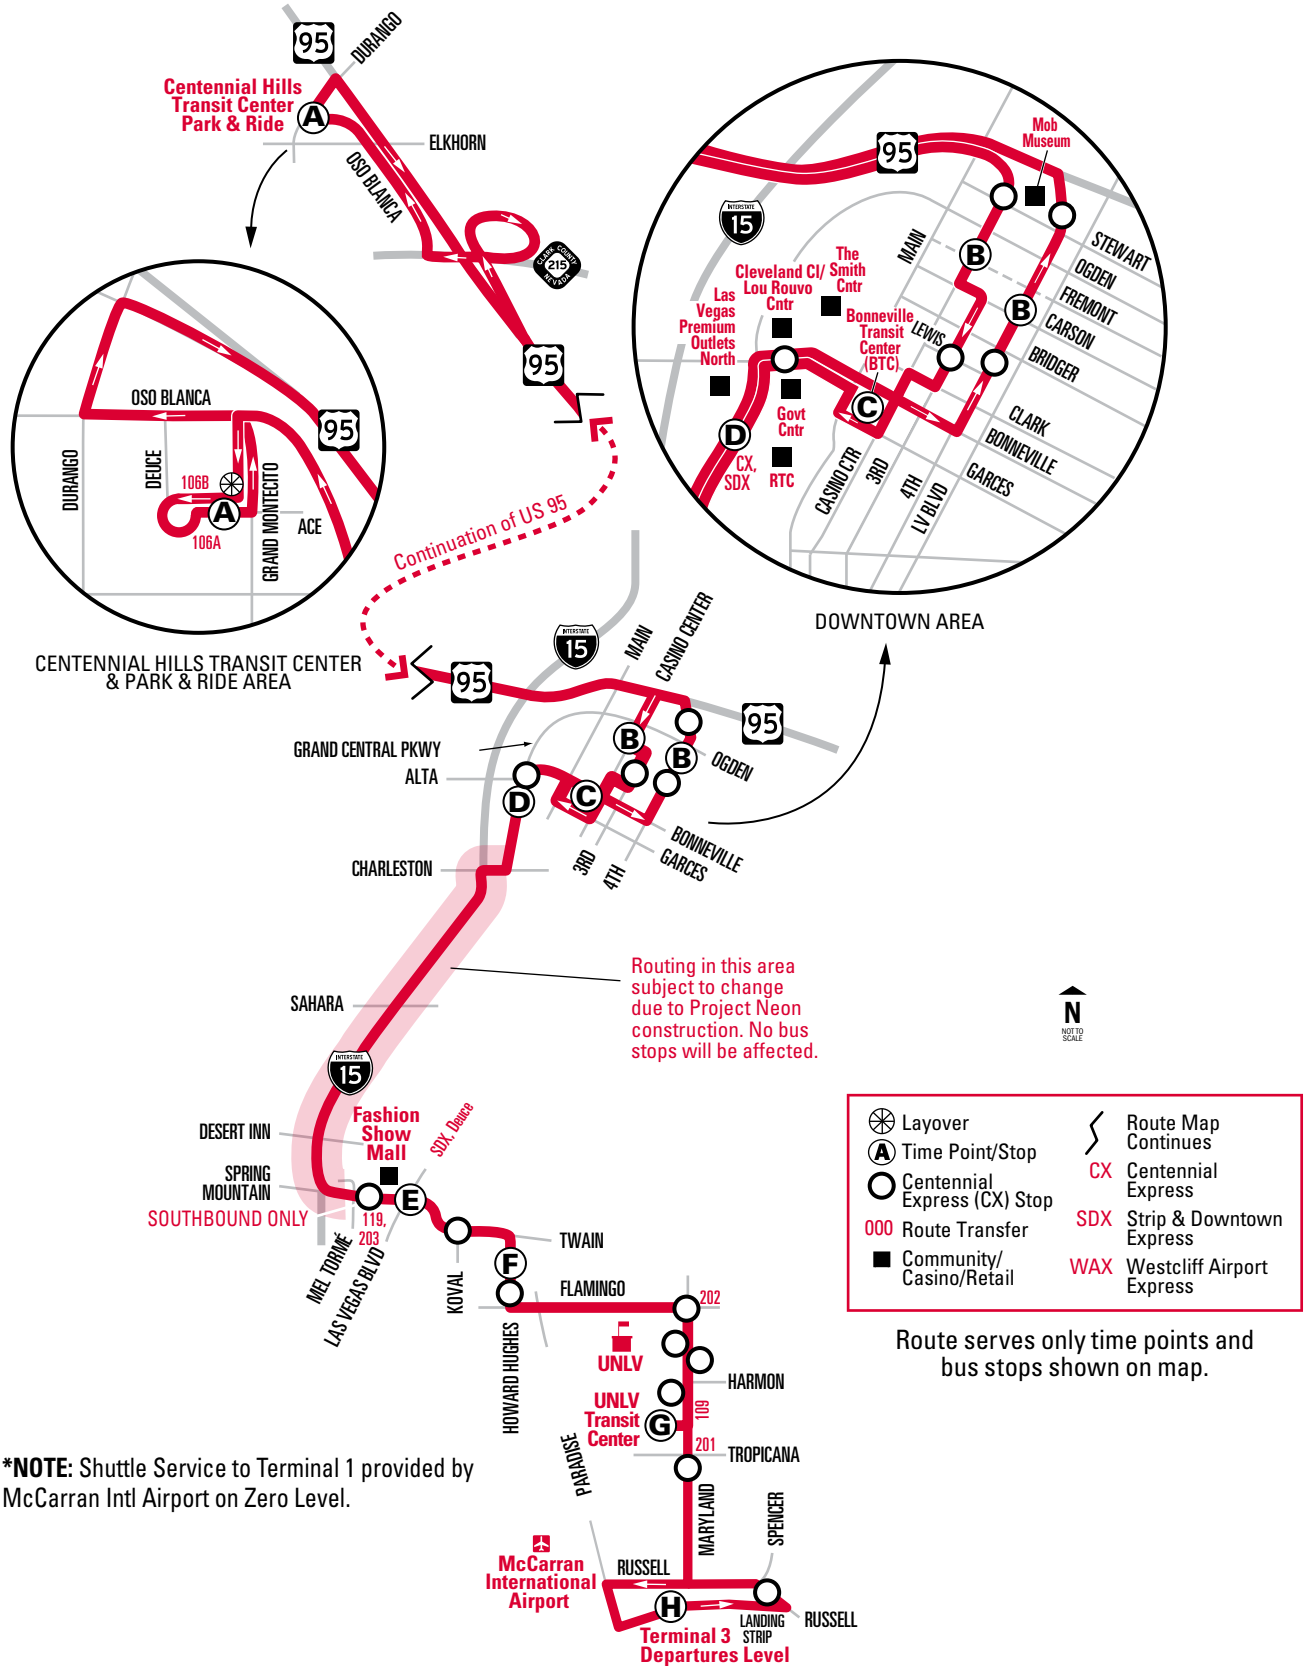 95
DURANGO
Centennial Hills
Transit Center
Park & Ride
A
ELKHORN
OSO BLANCA
CLARK COUNTY
215
NEVADA
95
OSO BLANCA
DURANGO
DEUCE
106B
A
106A
GRAND MONTECITO
ACE
95
CENTENNIAL HILLS TRANSIT CENTER
& PARK & RIDE AREA
Continuation of US 95
95
Mob
Museum
INTERSTATE
15
MAIN
B
STEWART
OGDEN
FREMONT
CARSON
BRIDGER
CLARK
BONNEVILLE
GARCES
B
The
Smith
Cntr
Cleveland Cl/
Lou Rouvo
Cntr
Las
Vegas
Premium
Outlets
North
Bonneville
Transit
Center
(BTC)
LEWIS
C
D
CX,
SDX
Govt
Cntr
RTC
CASINO CTR
3RD
4TH
LV BLVD
DOWNTOWN AREA
INTERSTATE
15
MAIN
CASINO CENTER
95
95
GRAND CENTRAL PKWY
ALTA
B
B
OGDEN
C
D
BONNEVILLE
GARCES
3RD
4TH
CHARLESTON
Routing in this area
subject to change
due to Project Neon
construction. No bus
stops will be affected.
SAHARA
N
NOT TO
SCALE
INTERSTATE
15
DESERT INN
Fashion
Show
Mall
SDX, Deuce
SPRING
MOUNTAIN
SOUTHBOUND ONLY
E
119,
203
MEL TORMÉ
LAS VEGAS BLVD
KOVAL
TWAIN
F
FLAMINGO
HOWARD HUGHES
202
UNLV
HARMON
UNLV
Transit
Center
G
109
201
TROPICANA
PARADISE
MARYLAND
SPENCER
McCarran
International
Airport
RUSSELL
H
LANDING
STRIP
RUSSELL
Terminal 3
Departures Level
Layover
A Time Point/Stop
Centennial
Express (CX) Stop
000 Route Transfer
Community/
Casino/Retail
Route Map
Continues
CX Centennial
Express
SDX Strip & Downtown
Express
WAX Westcliff Airport
Express
Route serves only time points and
bus stops shown on map.
*NOTE: Shuttle Service to Terminal 1 provided by
McCarran Intl Airport on Zero Level.